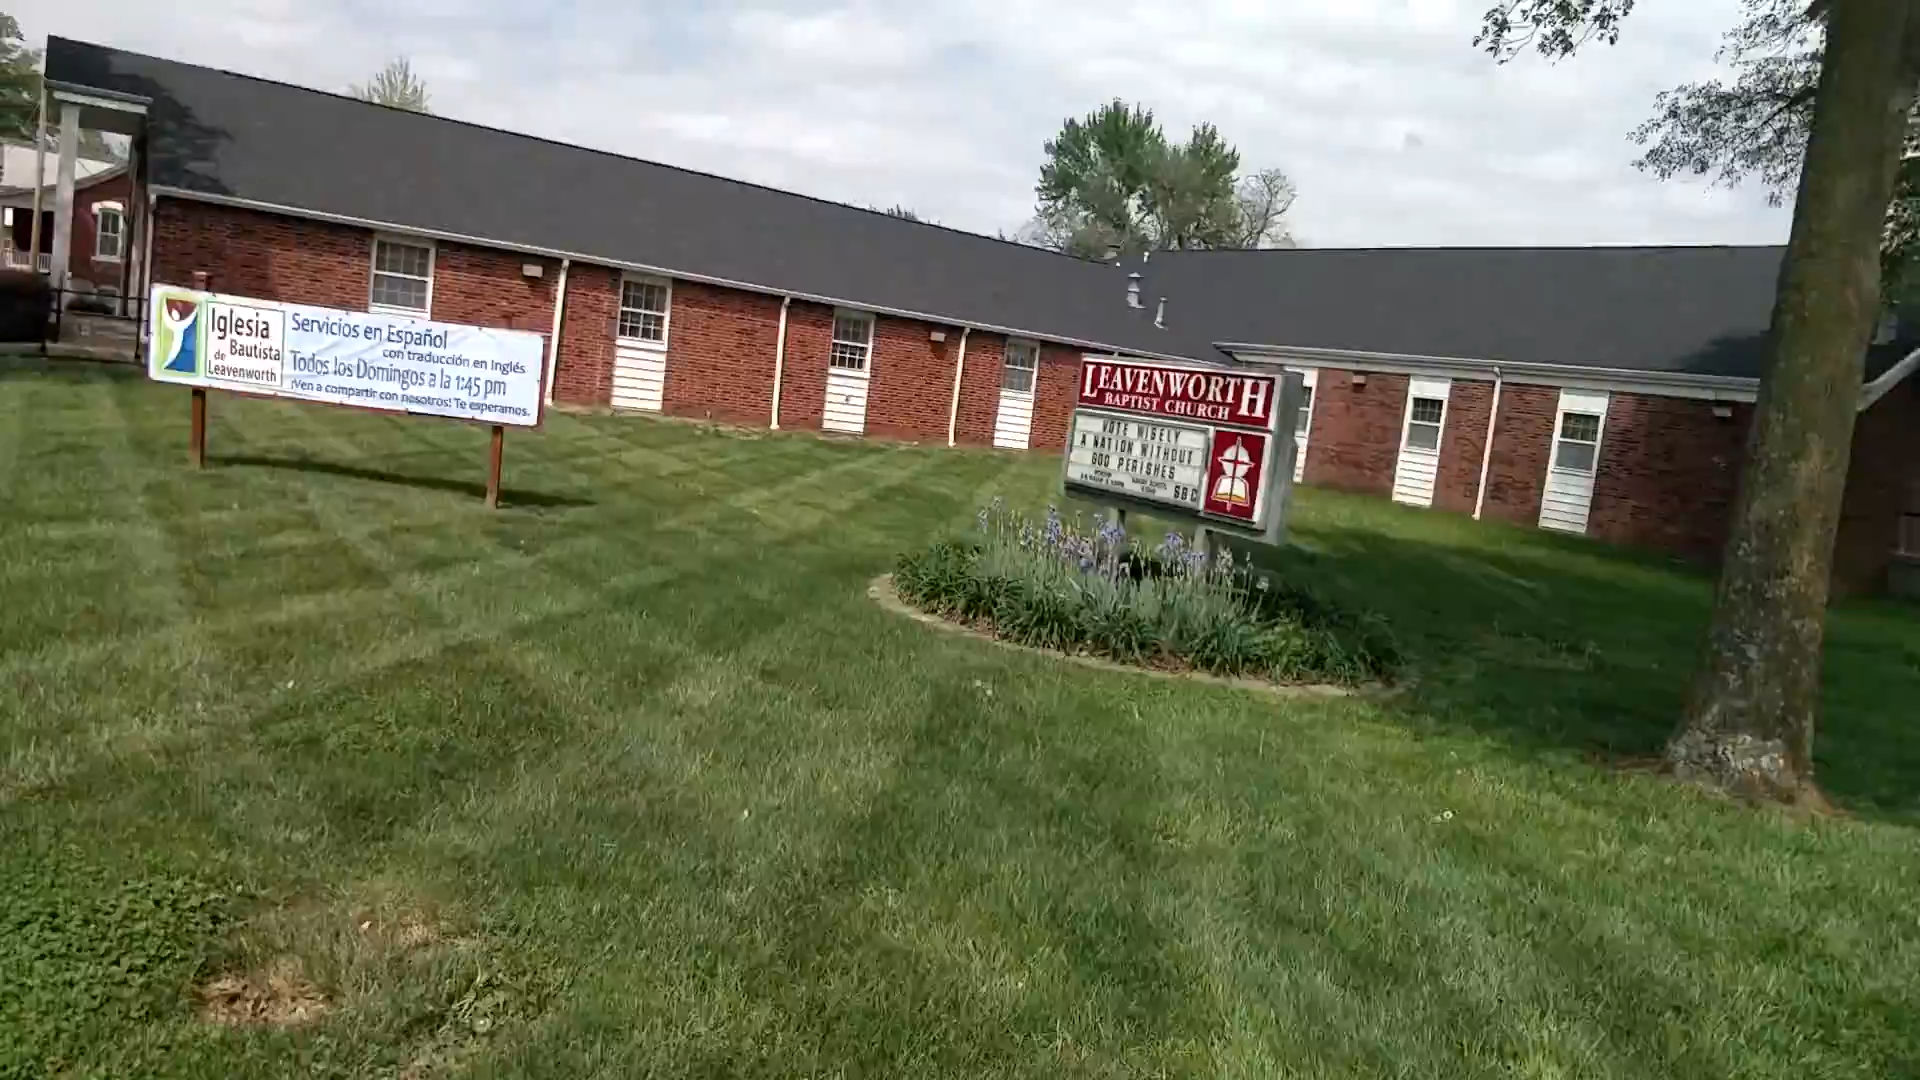 Iglesia
de Bautista
Leavenworth
Servicios en Español
con traducción en Inglés
Todos los Domingos a la 1:45 pm
¡Ven a compartir con nosotros! Te esperamos.
LEAVENWORTH
BAPTIST CHURCH
VOTE WISELY
A NATION WITHOUT
GOD PERISHES
SBC